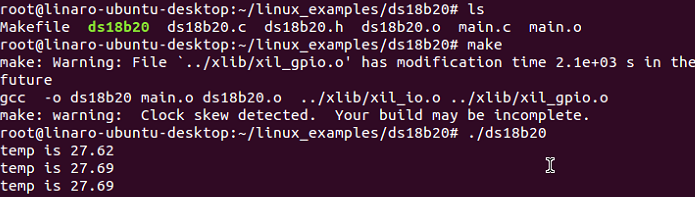 root@linaro-ubuntu-desktop:~/linux_examples/ds18b20# ls
Makefile  ds18b20  ds18b20.c  ds18b20.h  ds18b20.o  main.c  main.o
root@linaro-ubuntu-desktop:~/linux_examples/ds18b20# make
make: Warning: File `../xlib/xil_gpio.o' has modification time 2.1e+03 s in the
future
gcc  -o ds18b20 main.o ds18b20.o  ../xlib/xil_io.o ../xlib/xil_gpio.o
make: warning:  Clock skew detected.  Your build may be incomplete.
root@linaro-ubuntu-desktop:~/linux_examples/ds18b20# ./ds18b20
temp is 27.62
temp is 27.69
temp is 27.69